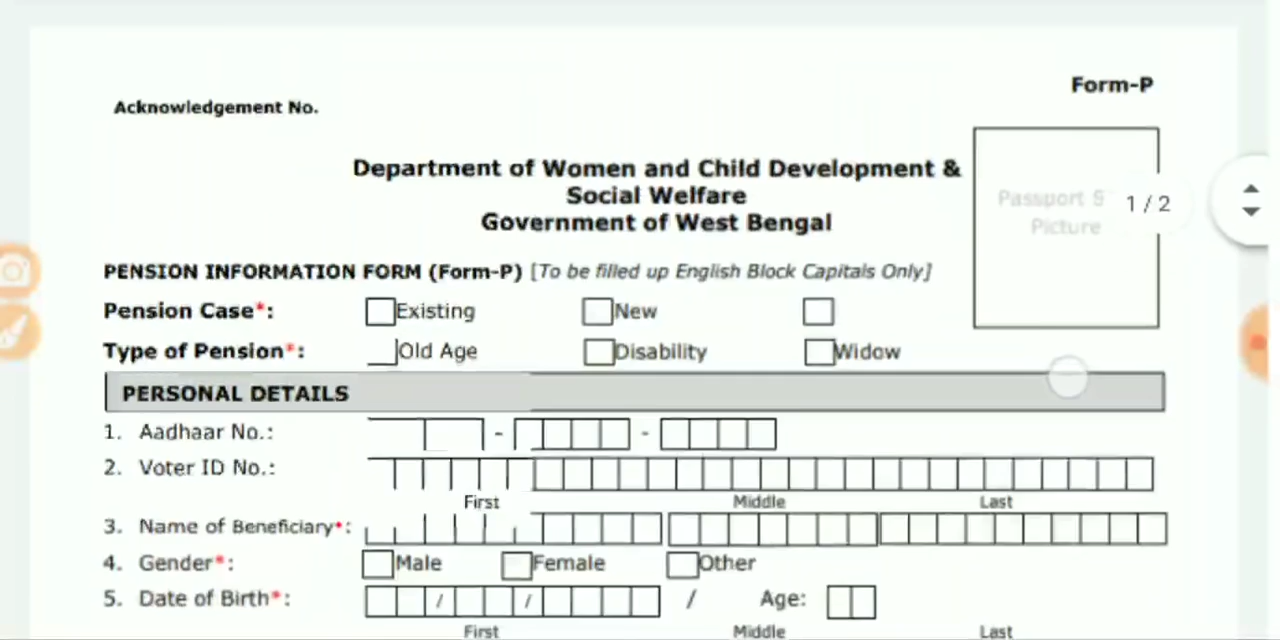 Form-P
Acknowledgement No.
Department of Women and Child Development &
Social Welfare
Government of West Bengal
Passport
Picture
1 / 2
PENSION INFORMATION FORM (Form-P) [To be filled up English Block Capitals Only]
Pension Case*: Existing New
Type of Pension*: Old Age Disability Widow
PERSONAL DETAILS
1. Aadhaar No.: - -
2. Voter ID No.:
First Middle Last
3. Name of Beneficiary*:
4. Gender*: Male Female Other
5. Date of Birth*: / / / Age:
First Middle Last